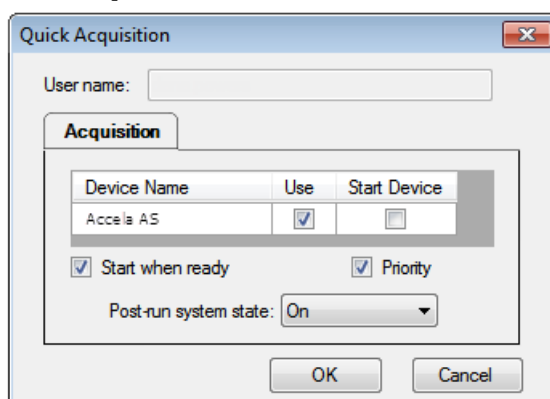 Quick Acquisition
User name:
Acquisition
Device Name Use Start Device
Accela AS
Start when ready Priority
Post-run system state: On
OK Cancel